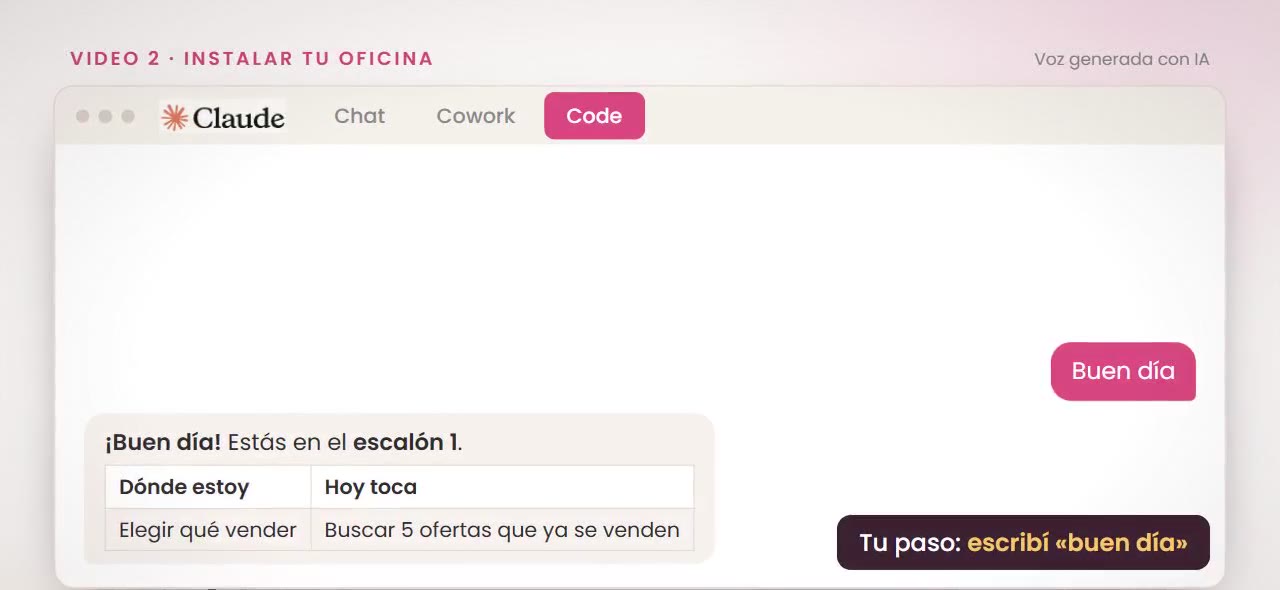 VIDEO 2 · INSTALAR TU OFICINA
Voz generada con IA
Claude Chat Cowork Code
Buen día
¡Buen día! Estás en el escalón 1.
Dónde estoy Hoy toca
Elegir qué vender Buscar 5 ofertas que ya se venden
Tu paso: escribí «buen día»